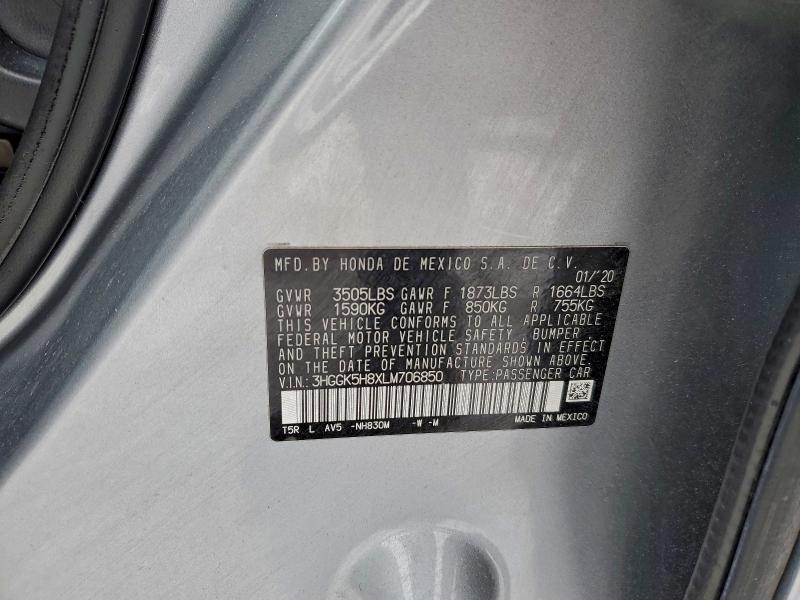 MFD. BY HONDA DE MEXICO S.A. DE C.V.
01/'20
GVWR 3505LBS GAWR F 1873LBS R 1664LBS
GVWR 1590KG GAWR F 850KG R 755KG
THIS VEHICLE CONFORMS TO ALL APPLICABLE
FEDERAL MOTOR VEHICLE SAFETY, BUMPER,
AND THEFT PREVENTION STANDARDS IN EFFECT
ON THE DATE OF MANUFACTURE SHOWN ABOVE.
V.IN: 3HGGK5H8XLM706850 TYPE: PASSENGER CAR
T5R L AV5 -NH830M -W -M MADE IN MEXICO